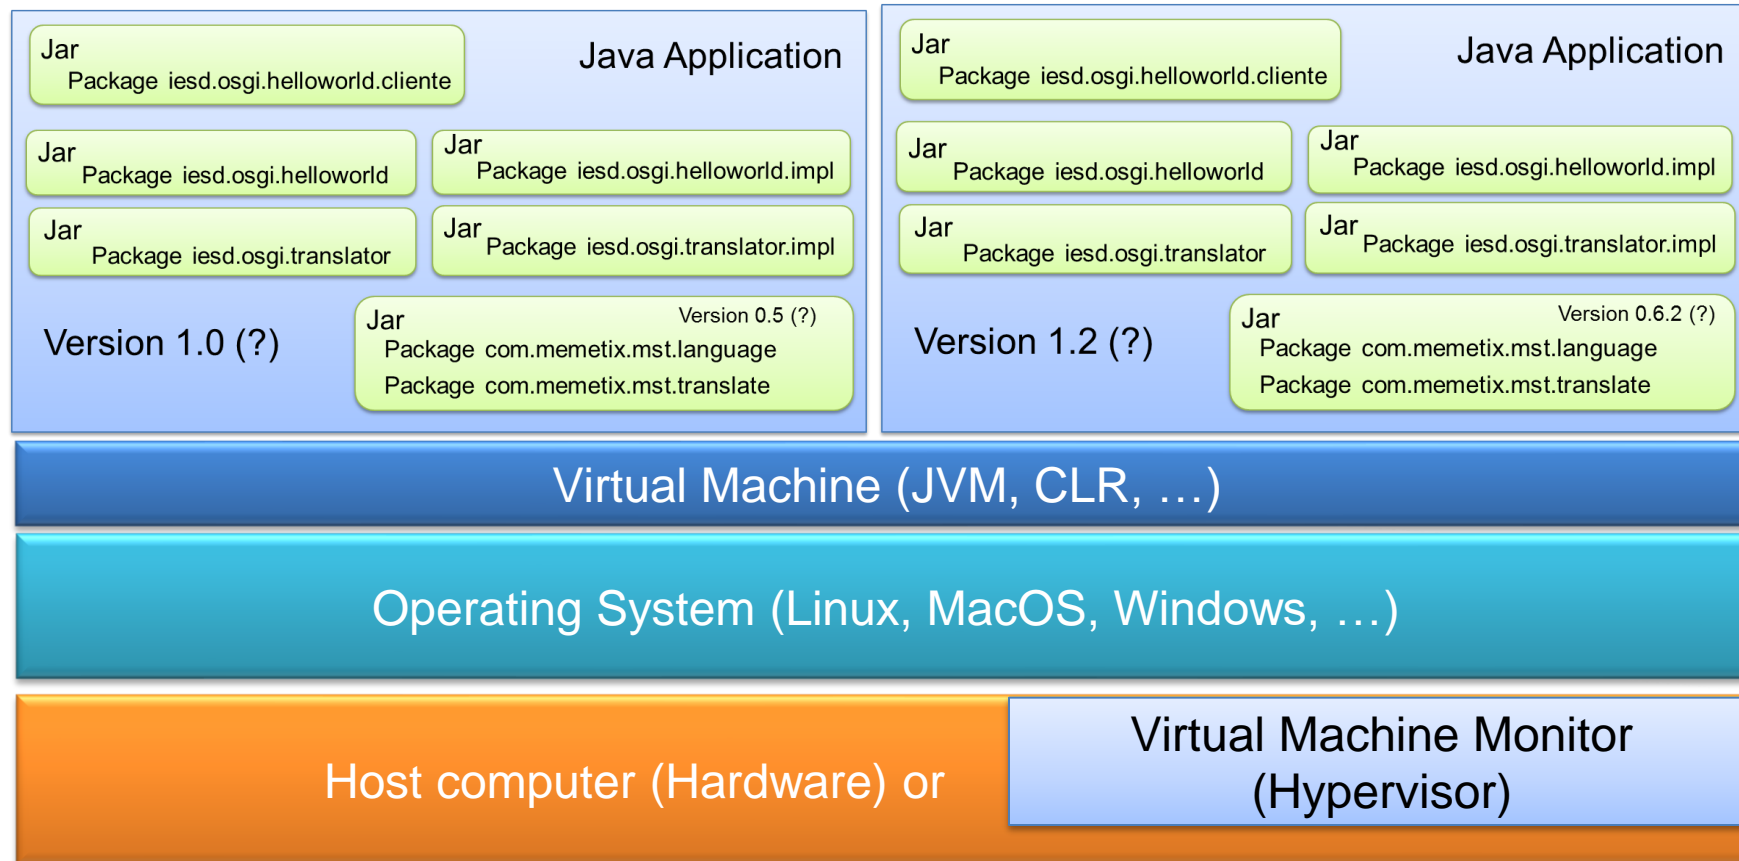 Java Application
Jar
Package iesd.osgi.helloworld.cliente
Jar
Package iesd.osgi.helloworld
Jar
Package iesd.osgi.helloworld.impl
Jar
Package iesd.osgi.translator
Jar
Package iesd.osgi.translator.impl
Version 1.0 (?)
Jar
Version 0.5 (?)
Package com.memetix.mst.language
Package com.memetix.mst.translate
Java Application
Jar
Package iesd.osgi.helloworld.cliente
Jar
Package iesd.osgi.helloworld
Jar
Package iesd.osgi.helloworld.impl
Jar
Package iesd.osgi.translator
Jar
Package iesd.osgi.translator.impl
Version 1.2 (?)
Jar
Version 0.6.2 (?)
Package com.memetix.mst.language
Package com.memetix.mst.translate
Virtual Machine (JVM, CLR, …)
Operating System (Linux, MacOS, Windows, …)
Host computer (Hardware) or
Virtual Machine Monitor
(Hypervisor)